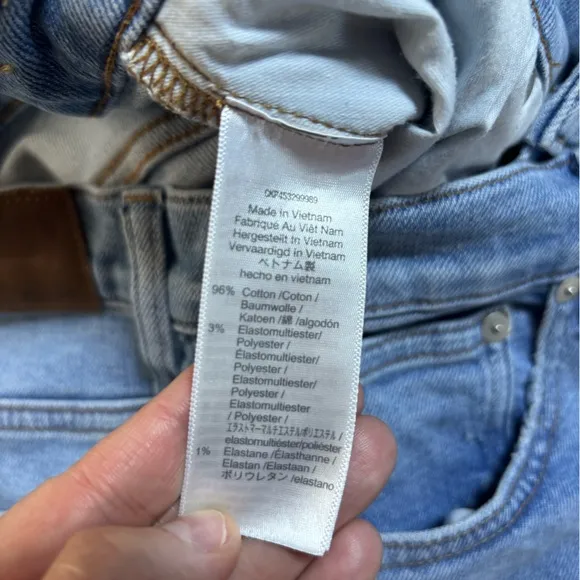 Made in Vietnam
Fabriqué Au Viêt Nam
Hergestellt In Vietnam
Vervaardigd in Vietnam
ベトナム製
hecho en vietnam
96% Cotton /Coton /
Baumwolle /
Katoen /綿 /algodón
3% Elastomultiester/
Polyester /
Élastomultiester/
Polyester /
Elastomultiester/
Polyester /
Elastomultiester
/ Polyester /
エラストマーマルチエステルポリエステル /
elastomultiéster/poliéster
1% Elastane /Élasthanne /
Elastan /Elastaan /
ポリウレタン /elastano